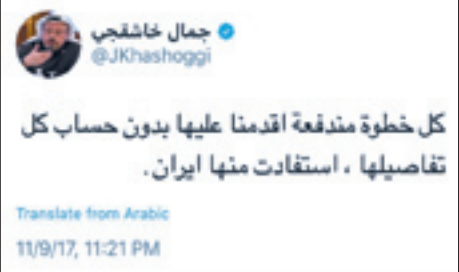 جمال خاشقجي
@JKhashoggi
كل خطوة مندفعة اقدمنا عليها بدون حساب كل
تفاصيلها ، استفادت منها ايران.
Translate from Arabic
11/9/17, 11:21 PM